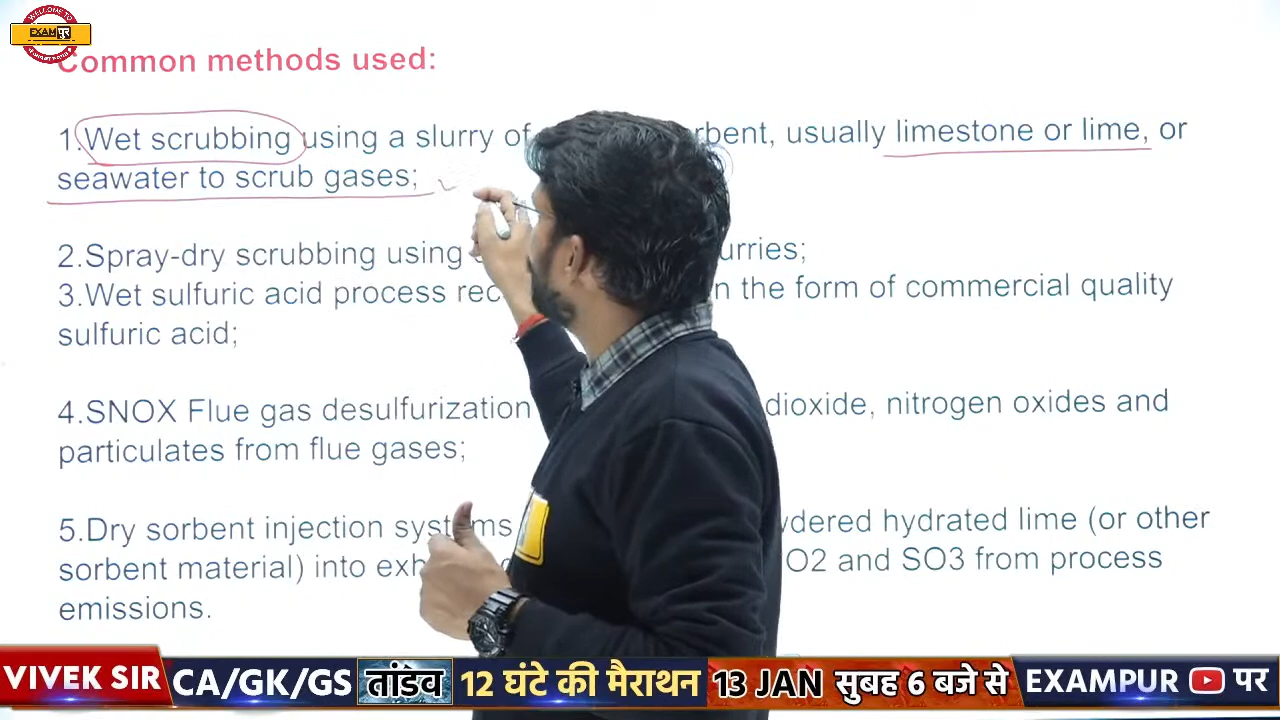 WELCOME TO
EXAM पुर
Common methods used:
1.Wet scrubbing using a slurry of rbent, usually limestone or lime, or
seawater to scrub gases;
2.Spray-dry scrubbing using urries;
3.Wet sulfuric acid process rec n the form of commercial quality
sulfuric acid;
4.SNOX Flue gas desulfurization dioxide, nitrogen oxides and
particulates from flue gases;
5.Dry sorbent injection systems wdered hydrated lime (or other
sorbent material) into exh O2 and SO3 from process
emissions.
VIVEK SIR CA/GK/GS तांडव 12 घंटे की मैराथन 13 JAN सुबह 6 बजे से EXAMPUR पर